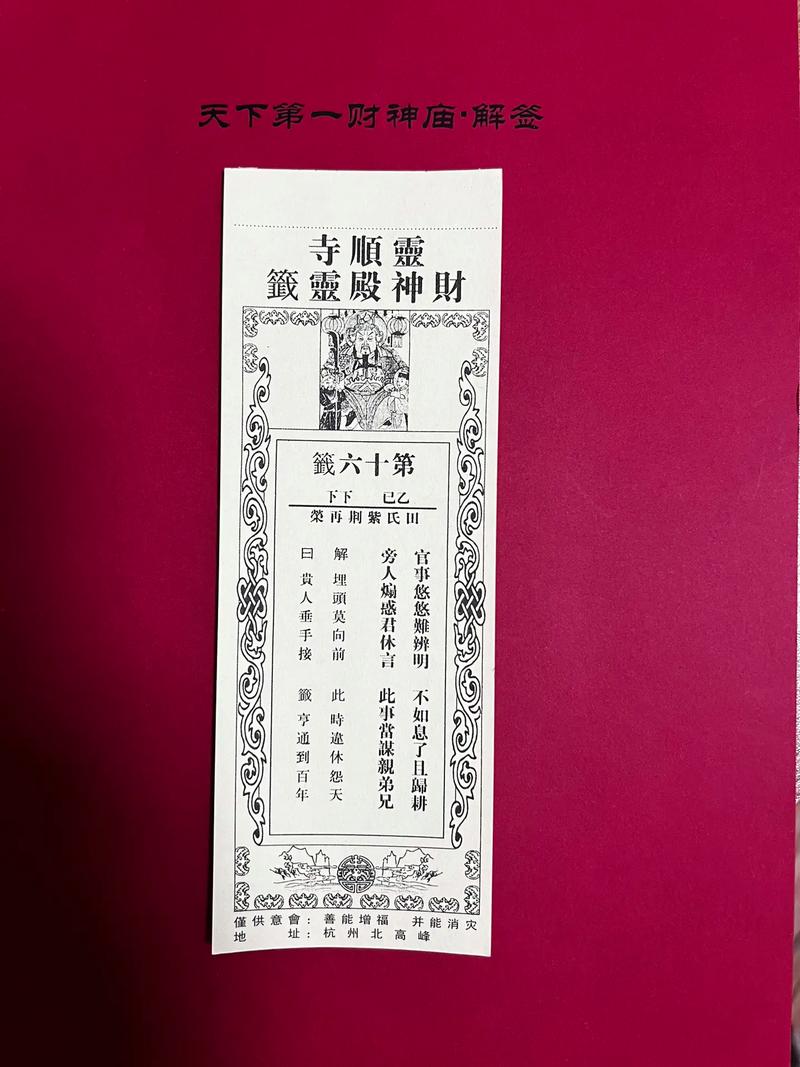 天下第一财神庙·解签
靈順寺
財神殿靈籤
第十六籤
乙已 下下
田氏紫荆再榮
官事悠悠難辨明 不如息了且歸耕
旁人煽惑君休言 此事當謀親弟兄
解 埋頭莫向前 此 時違休怨天
曰 貴人垂手接 籤 亨通到百年
僅供意會：善能增福 并能消灾
地址：杭州北高峰